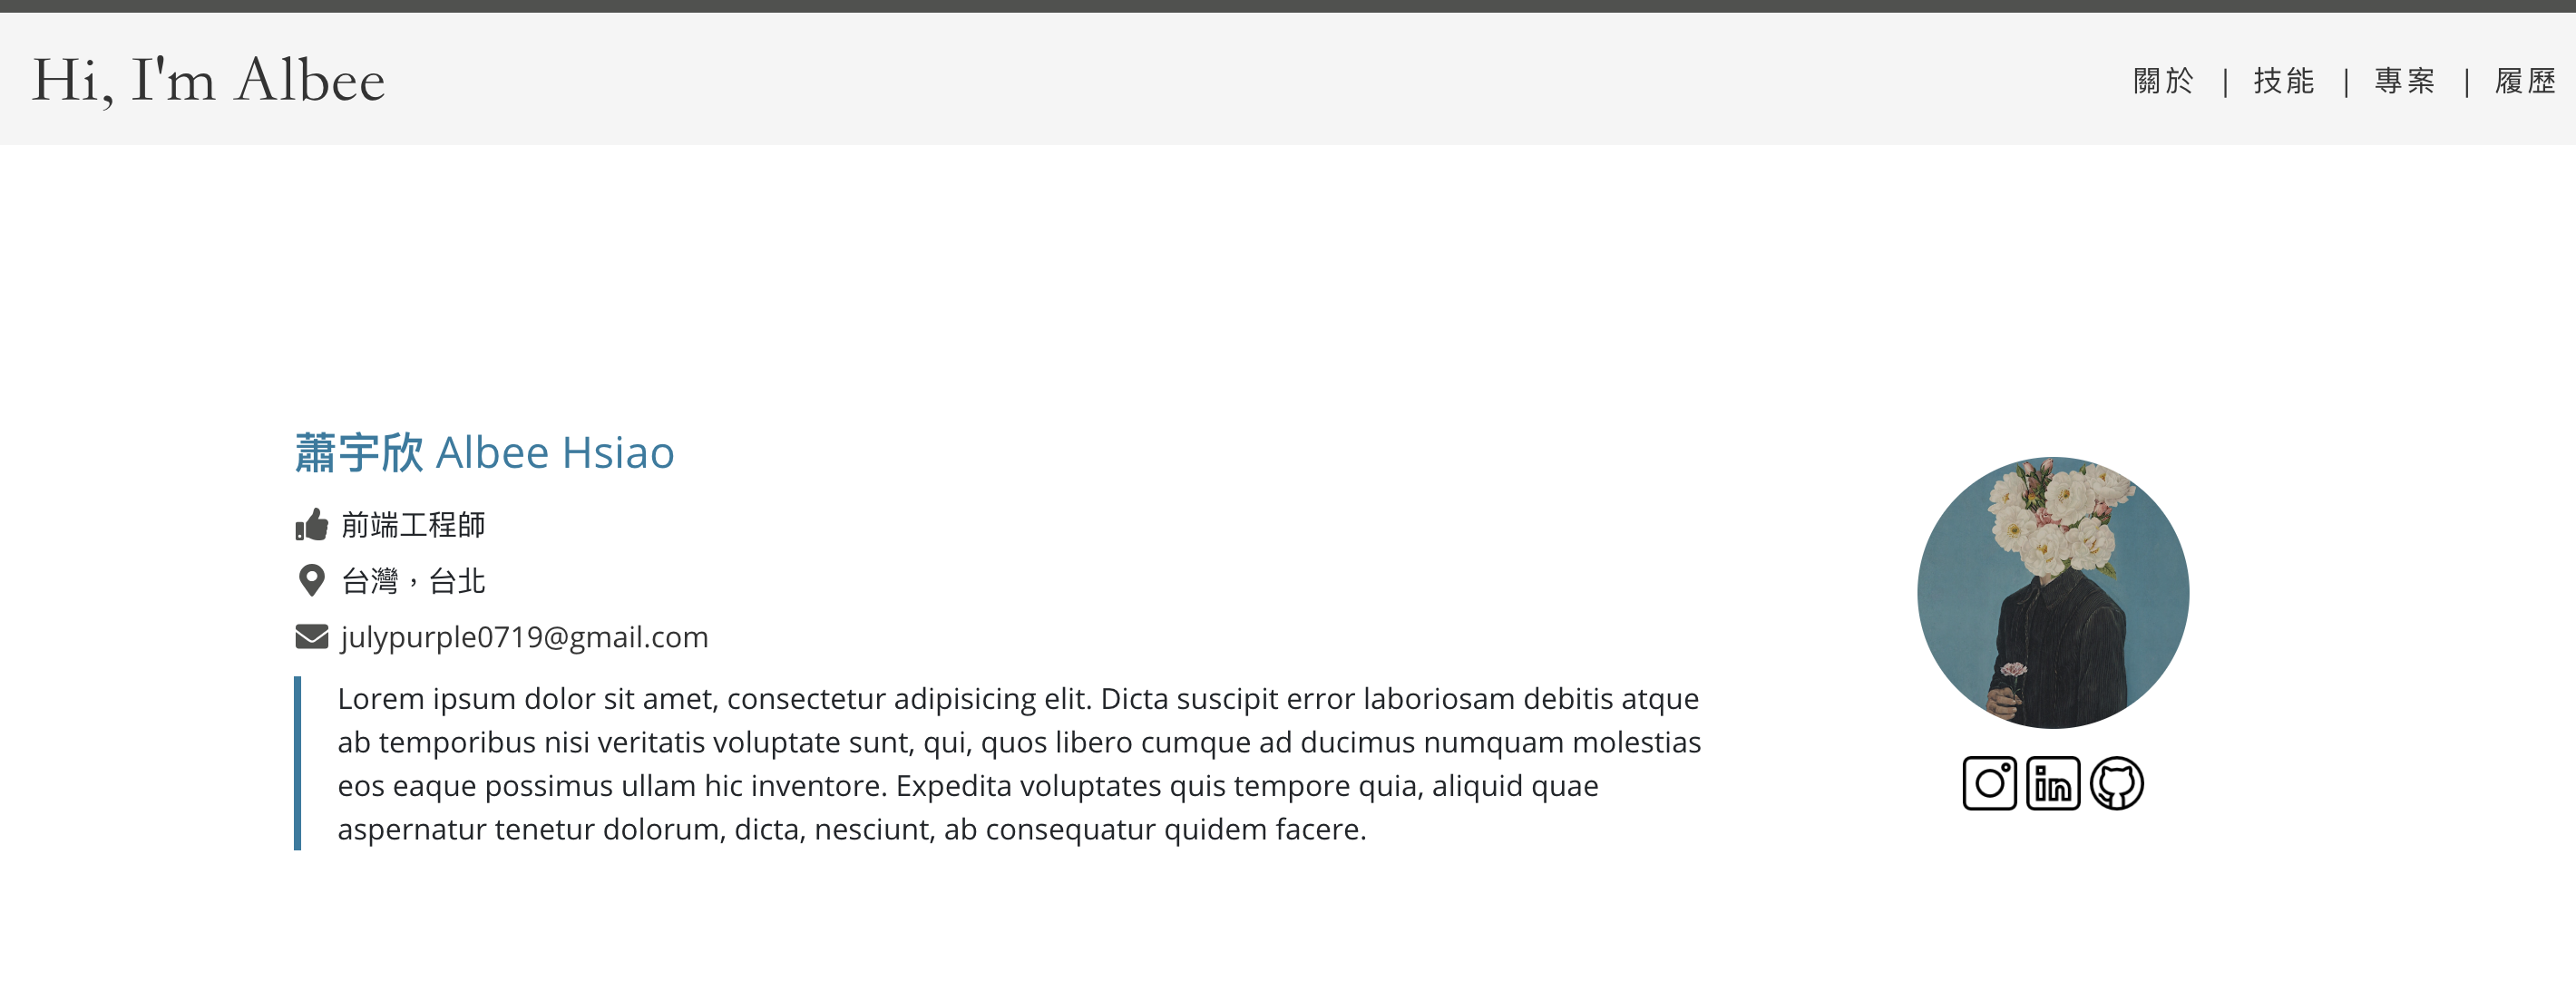 Hi, I'm Albee
關於 | 技能 | 專案 | 履歷
蕭宇欣 Albee Hsiao
前端工程師
台灣，台北
julypurple0719@gmail.com
Lorem ipsum dolor sit amet, consectetur adipisicing elit. Dicta suscipit error laboriosam debitis atque
ab temporibus nisi veritatis voluptate sunt, qui, quos libero cumque ad ducimus numquam molestias
eos eaque possimus ullam hic inventore. Expedita voluptates quis tempore quia, aliquid quae
aspernatur tenetur dolorum, dicta, nesciunt, ab consequatur quidem facere.
in